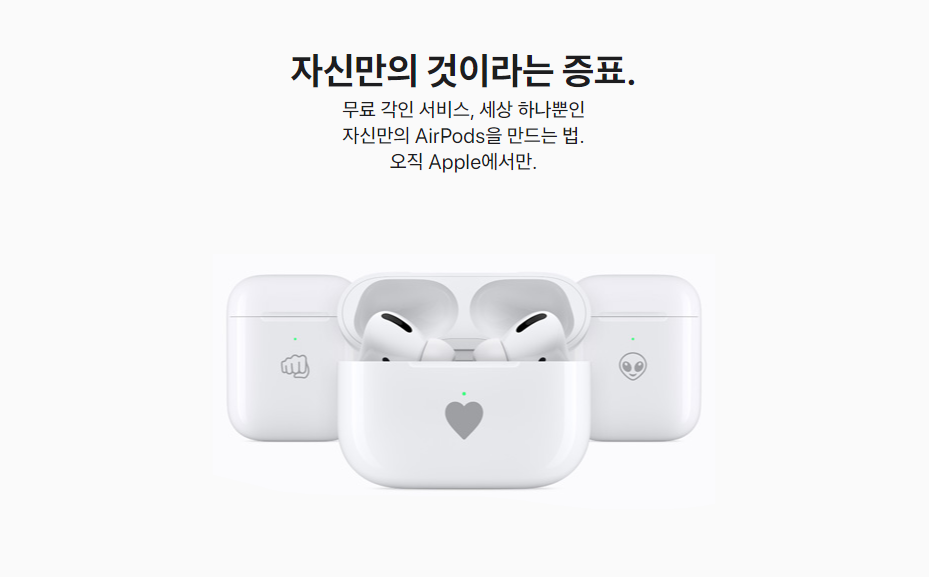 자신만의 것이라는 증표.
무료 각인 서비스, 세상 하나뿐인
자신만의 AirPods을 만드는 법.
오직 Apple에서만.